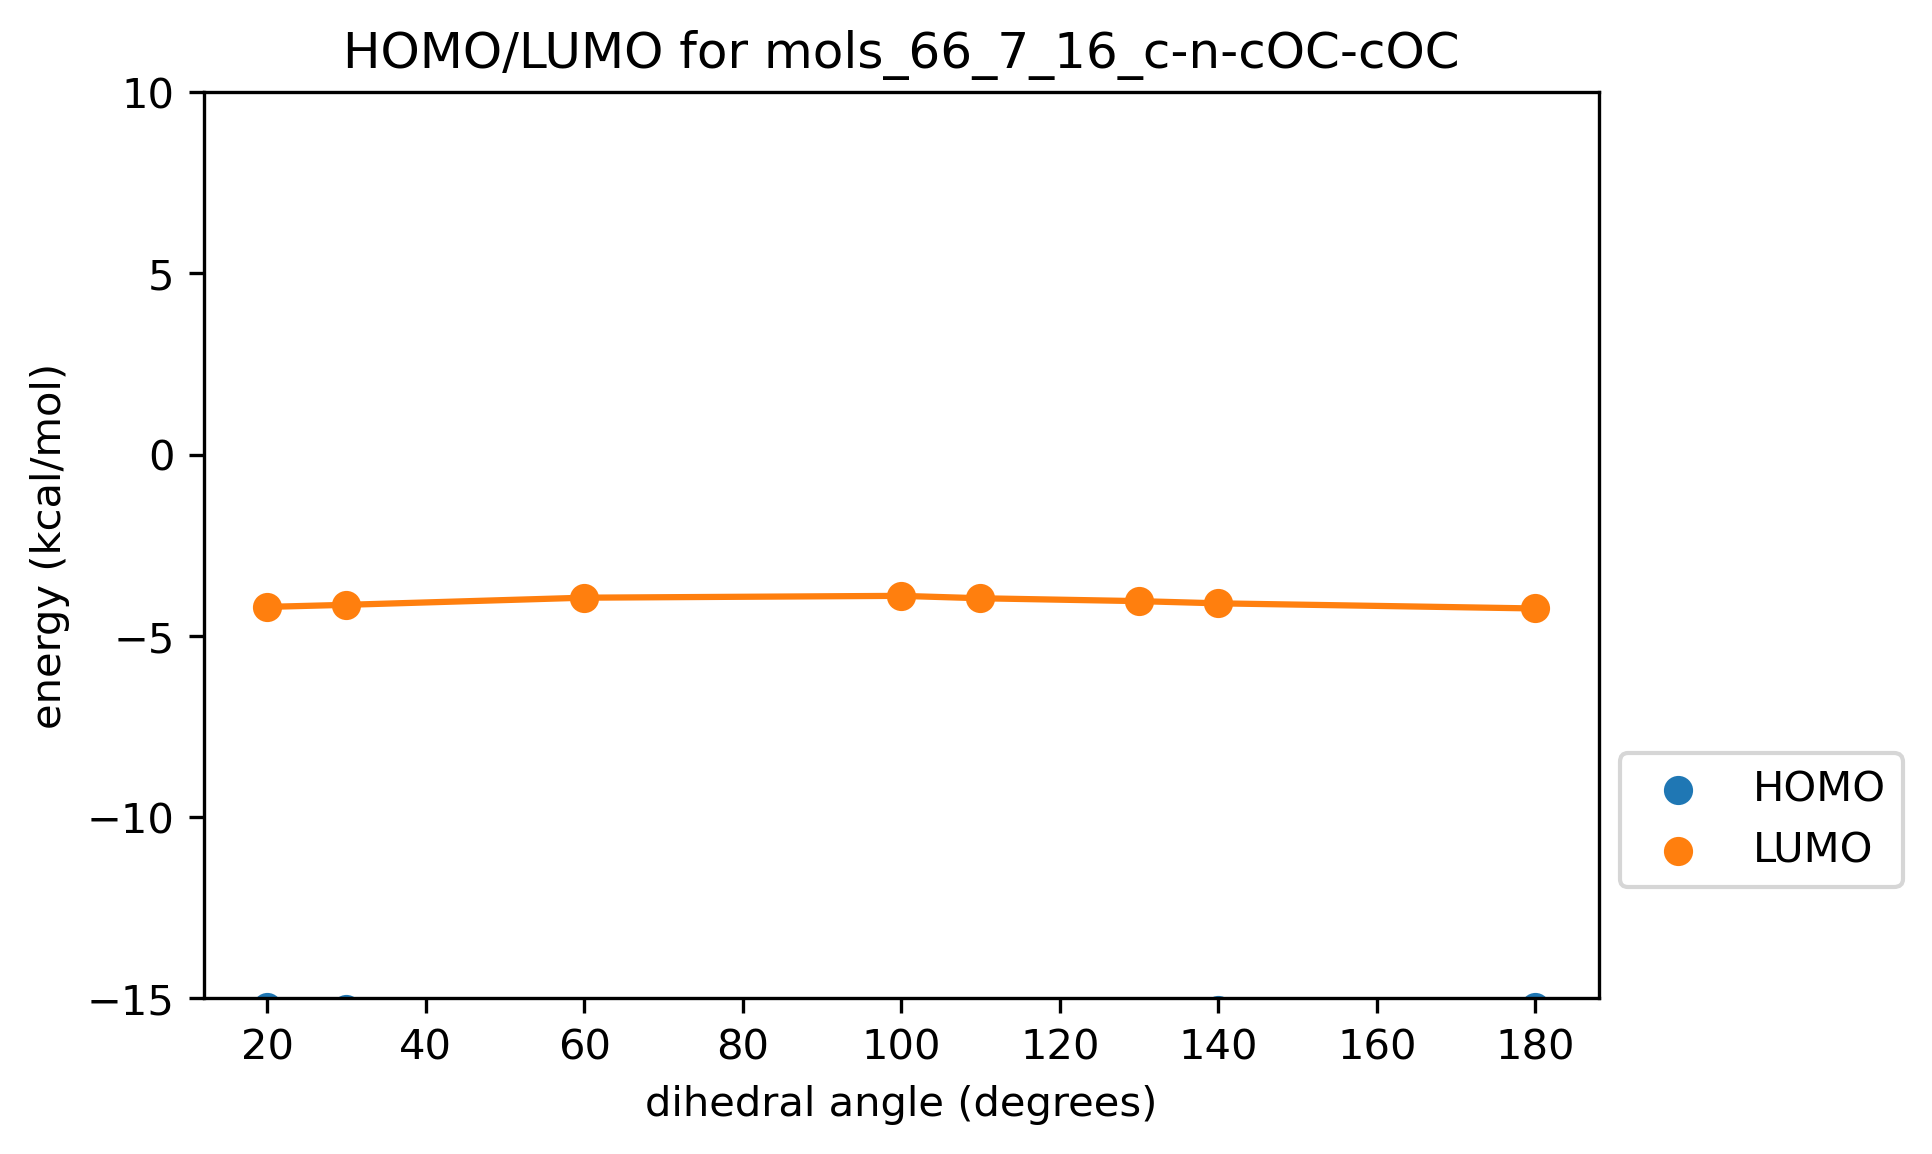 HOMO/LUMO for mols_66_7_16_c-n-cOC-cOC
10
5
0
−5
−10
−15
energy (kcal/mol)
20 40 60 80 100 120 140 160 180
dihedral angle (degrees)
HOMO
LUMO